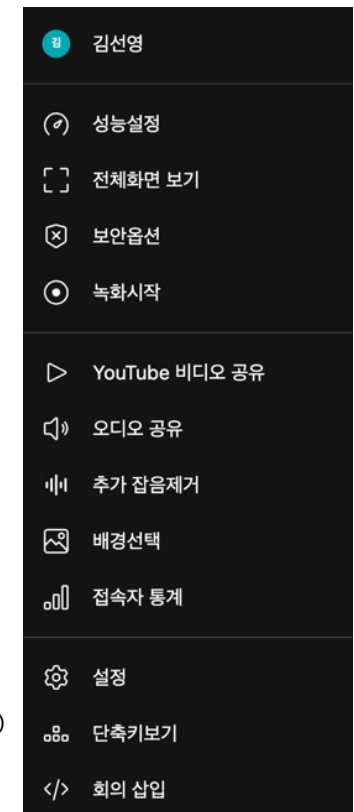 김 김선영
성능설정
전체화면 보기
보안옵션
녹화시작
YouTube 비디오 공유
오디오 공유
추가 잡음제거
배경선택
접속자 통계
설정
)
단축키보기
회의 삽입